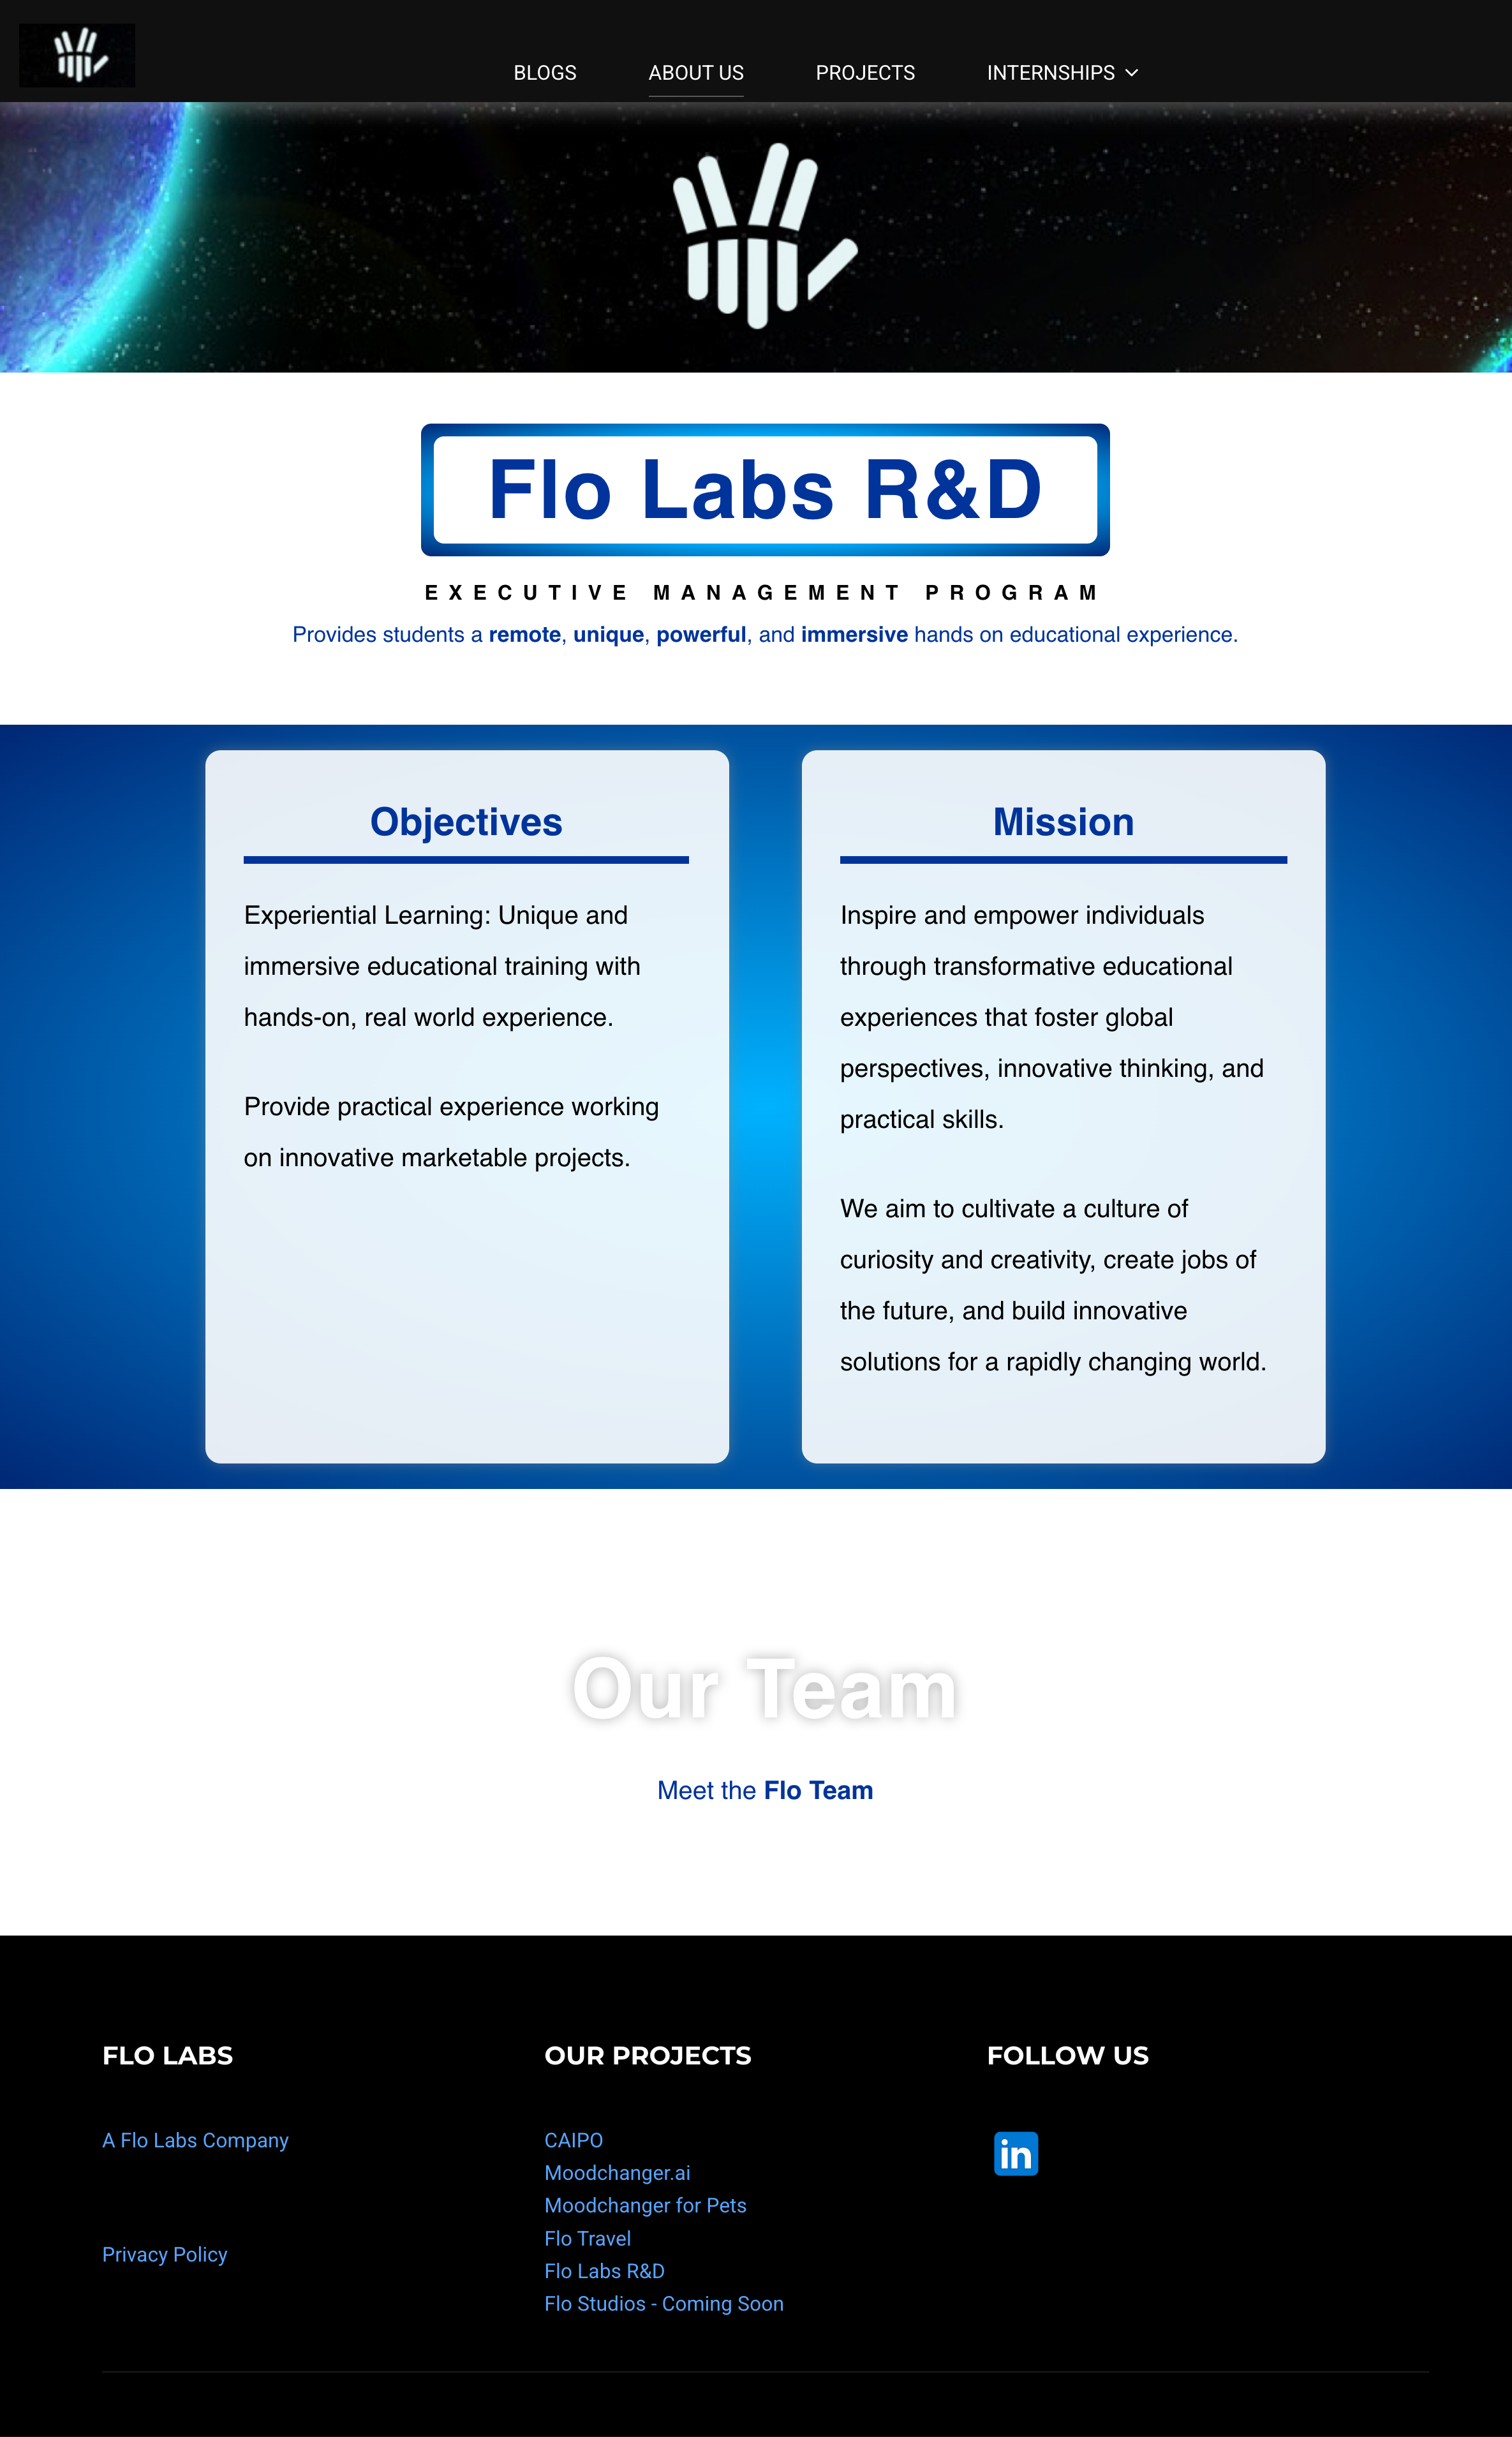 BLOGS
ABOUT US
PROJECTS
INTERNSHIPS
Flo Labs R&D
EXECUTIVE MANAGEMENT PROGRAM
Provides students a remote, unique, powerful, and immersive hands on educational experience.
Objectives
Experiential Learning: Unique and
immersive educational training with
hands-on, real world experience.
Provide practical experience working
on innovative marketable projects.
Mission
Inspire and empower individuals
through transformative educational
experiences that foster global
perspectives, innovative thinking, and
practical skills.
We aim to cultivate a culture of
curiosity and creativity, create jobs of
the future, and build innovative
solutions for a rapidly changing world.
Our Team
Meet the Flo Team
FLO LABS
A Flo Labs Company
Privacy Policy
OUR PROJECTS
CAIPO
Moodchanger.ai
Moodchanger for Pets
Flo Travel
Flo Labs R&D
Flo Studios - Coming Soon
FOLLOW US
in